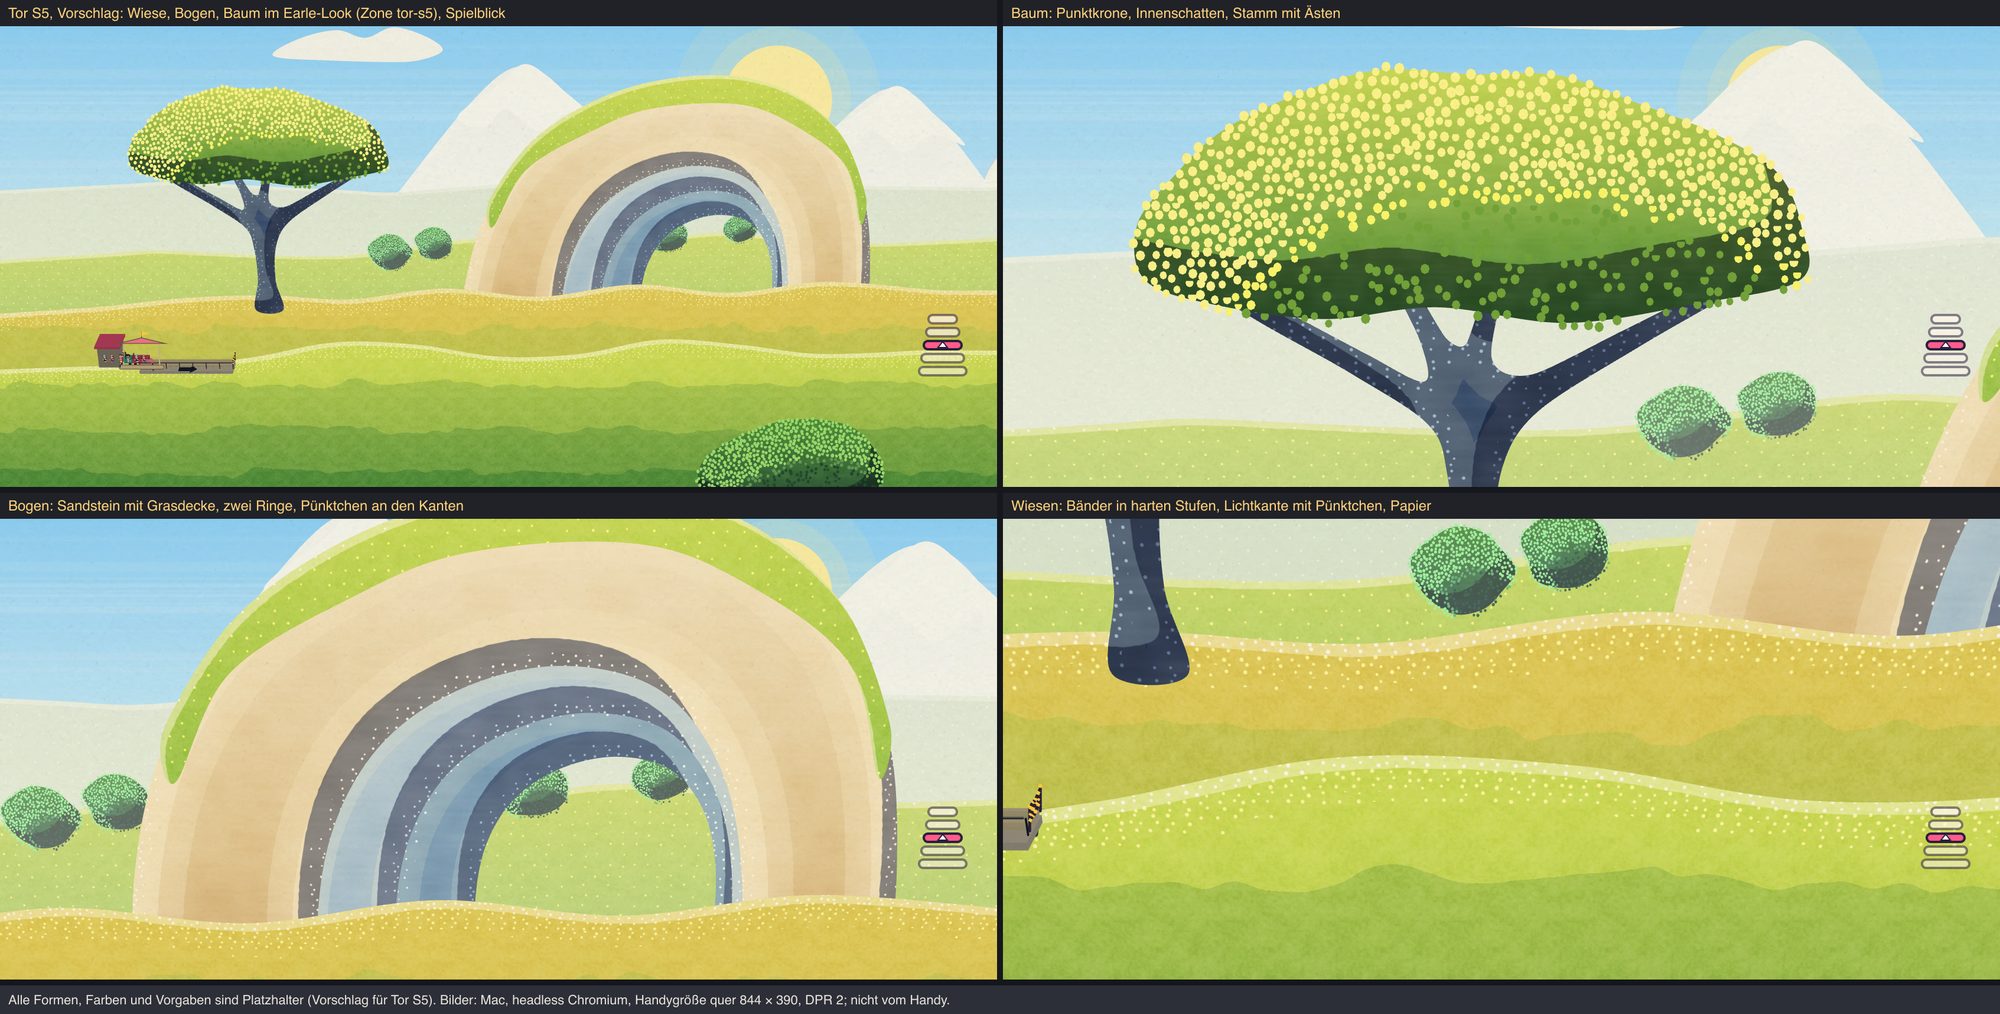 Tor S5, Vorschlag: Wiese, Bogen, Baum im Earle-Look (Zone tor-s5), Spielblick
Baum: Punktkrone, Innenschatten, Stamm mit Ästen
Bogen: Sandstein mit Grasdecke, zwei Ringe, Pünktchen an den Kanten
Wiesen: Bänder in harten Stufen, Lichtkante mit Pünktchen, Papier
Alle Formen, Farben und Vorgaben sind Platzhalter (Vorschlag für Tor S5). Bilder: Mac, headless Chromium, Handygröße quer 844 × 390, DPR 2; nicht vom Handy.